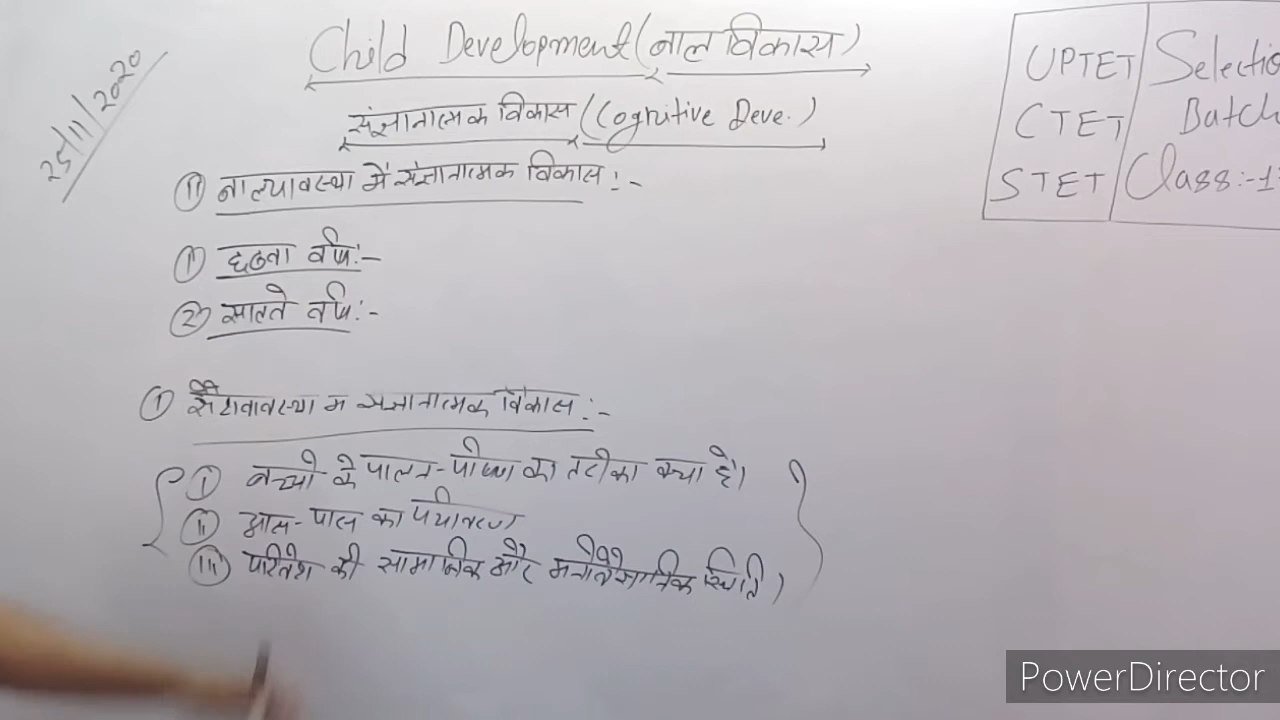 25/11/2020
Child Development (बाल विकास)
संज्ञानात्मक विकास (Cognitive Deve.)
UPTET Selectio
CTET Batch
STET Class:-1
(II) बाल्यावस्था में संज्ञानात्मक विकास :-
(1) छठवा वर्ष:-
(2) सातवे वर्ष:-
(I) शैशवावस्था में संज्ञानात्मक विकास :-
(i) बच्चो के पालन-पोषण का तरीका क्या है।
(ii) आस-पास का पर्यावरण
(iii) परिवेश की सामाजिक और मनोवैज्ञानिक स्थिति)
PowerDirector